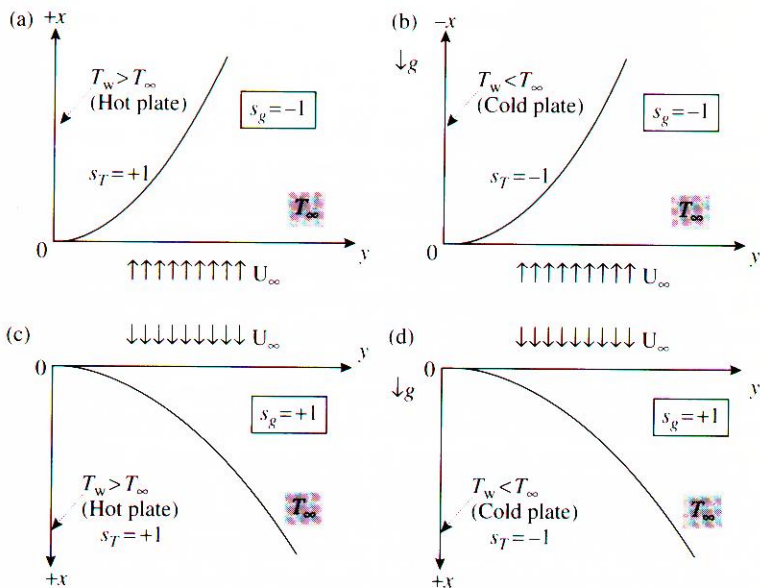 (a)
+x
T_w > T_∞
(Hot plate)
s_g = −1
s_T = +1
T_∞
0
y
↑↑↑↑↑↑↑↑↑ U_∞
(b)
−x
↓g
T_w < T_∞
(Cold plate)
s_g = −1
s_T = −1
T_∞
0
y
↑↑↑↑↑↑↑↑↑ U_∞
(c)
↓↓↓↓↓↓↓↓↓ U_∞
0
y
s_g = +1
T_w > T_∞
(Hot plate)
s_T = +1
T_∞
+x
(d)
↓↓↓↓↓↓↓↓↓ U_∞
0
y
↓g
s_g = +1
T_w < T_∞
(Cold plate)
s_T = −1
T_∞
+x